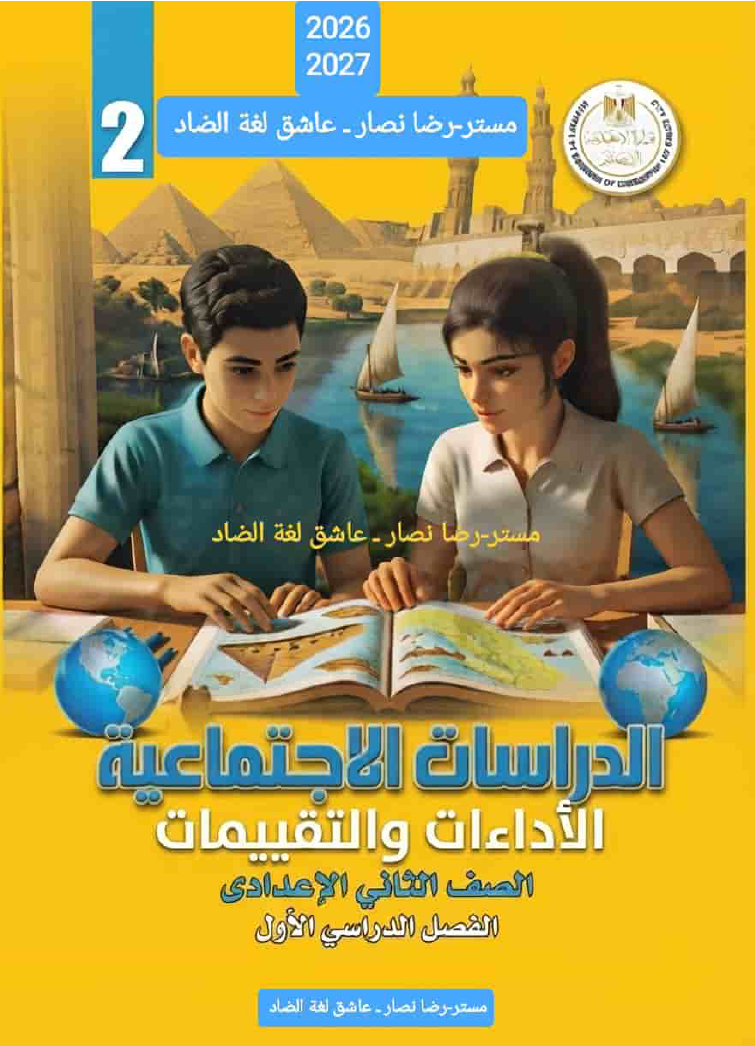 2026
2027
2
مستر-رضا نصار ـ عاشق لغة الضاد
مستر-رضا نصار ـ عاشق لغة الضاد
الدراسات الاجتماعية
الأداءات والتقييمات
الصف الثاني الإعدادى
الفصل الدراسي الأول
مستر-رضا نصار ـ عاشق لغة الضاد